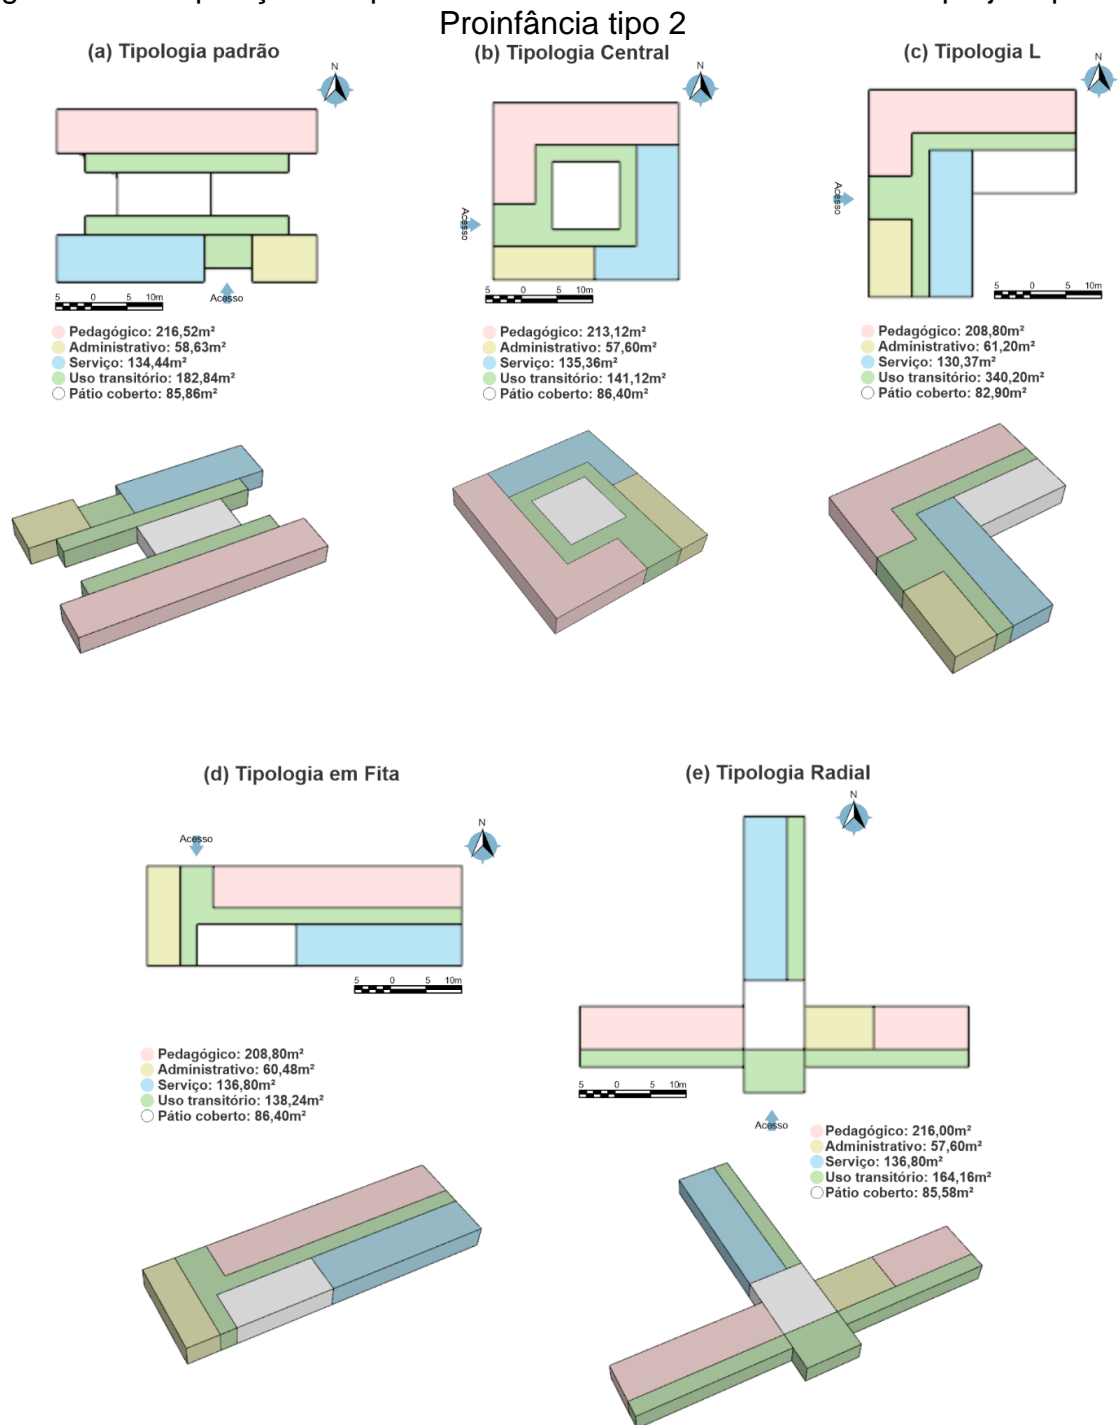 Proinfância tipo 2
(a) Tipologia padrão
N
Acesso
5 0 5 10m
Pedagógico: 216,52m²
Administrativo: 58,63m²
Serviço: 134,44m²
Uso transitório: 182,84m²
Pátio coberto: 85,86m²
(b) Tipologia Central
N
Acesso
5 0 5 10m
Pedagógico: 213,12m²
Administrativo: 57,60m²
Serviço: 135,36m²
Uso transitório: 141,12m²
Pátio coberto: 86,40m²
(c) Tipologia L
N
Acesso
5 0 5 10m
Pedagógico: 208,80m²
Administrativo: 61,20m²
Serviço: 130,37m²
Uso transitório: 340,20m²
Pátio coberto: 82,90m²
(d) Tipologia em Fita
Acesso
N
5 0 5 10m
Pedagógico: 208,80m²
Administrativo: 60,48m²
Serviço: 136,80m²
Uso transitório: 138,24m²
Pátio coberto: 86,40m²
(e) Tipologia Radial
N
5 0 5 10m
Acesso
Pedagógico: 216,00m²
Administrativo: 57,60m²
Serviço: 136,80m²
Uso transitório: 164,16m²
Pátio coberto: 85,58m²